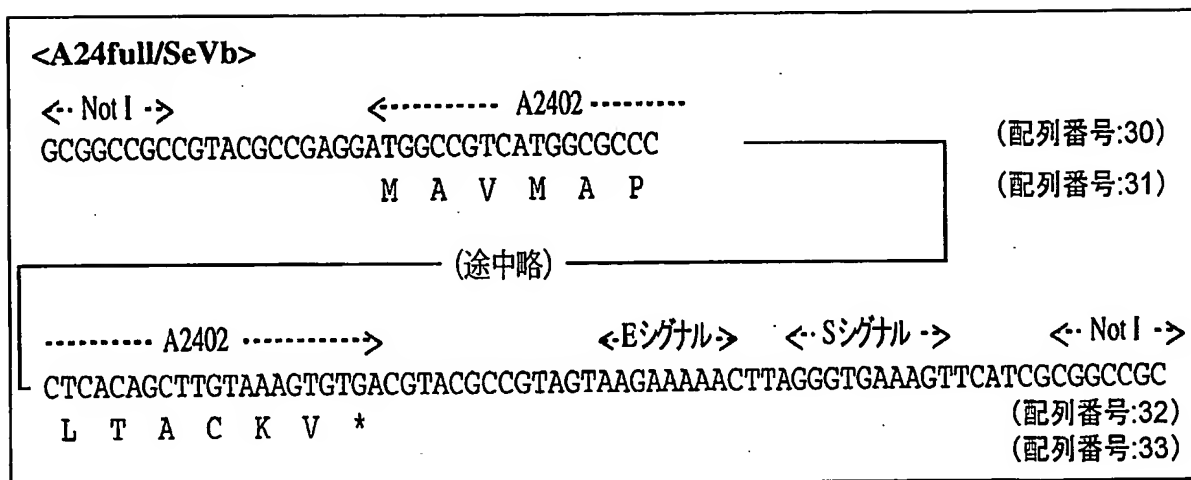 <A24full/SeVb>
<·· Not I ·-> <----------- A2402 ---------
GCGGCCGCCGTACGCCGAGGATGGCCGTCATGGCGCCC (配列番号:30)
M A V M A P (配列番号:31)
(途中略)
---------- A2402 ------------> <-Eシグナル-> <·- Sシグナル -> <·· Not I ->
CTCACAGCTTGTAAAGTGTGACGTACGCCGTAGTAAGAAAAACTTAGGGTGAAAGTTCATCGCGGCCGC
L T A C K V * (配列番号:32)
(配列番号:33)